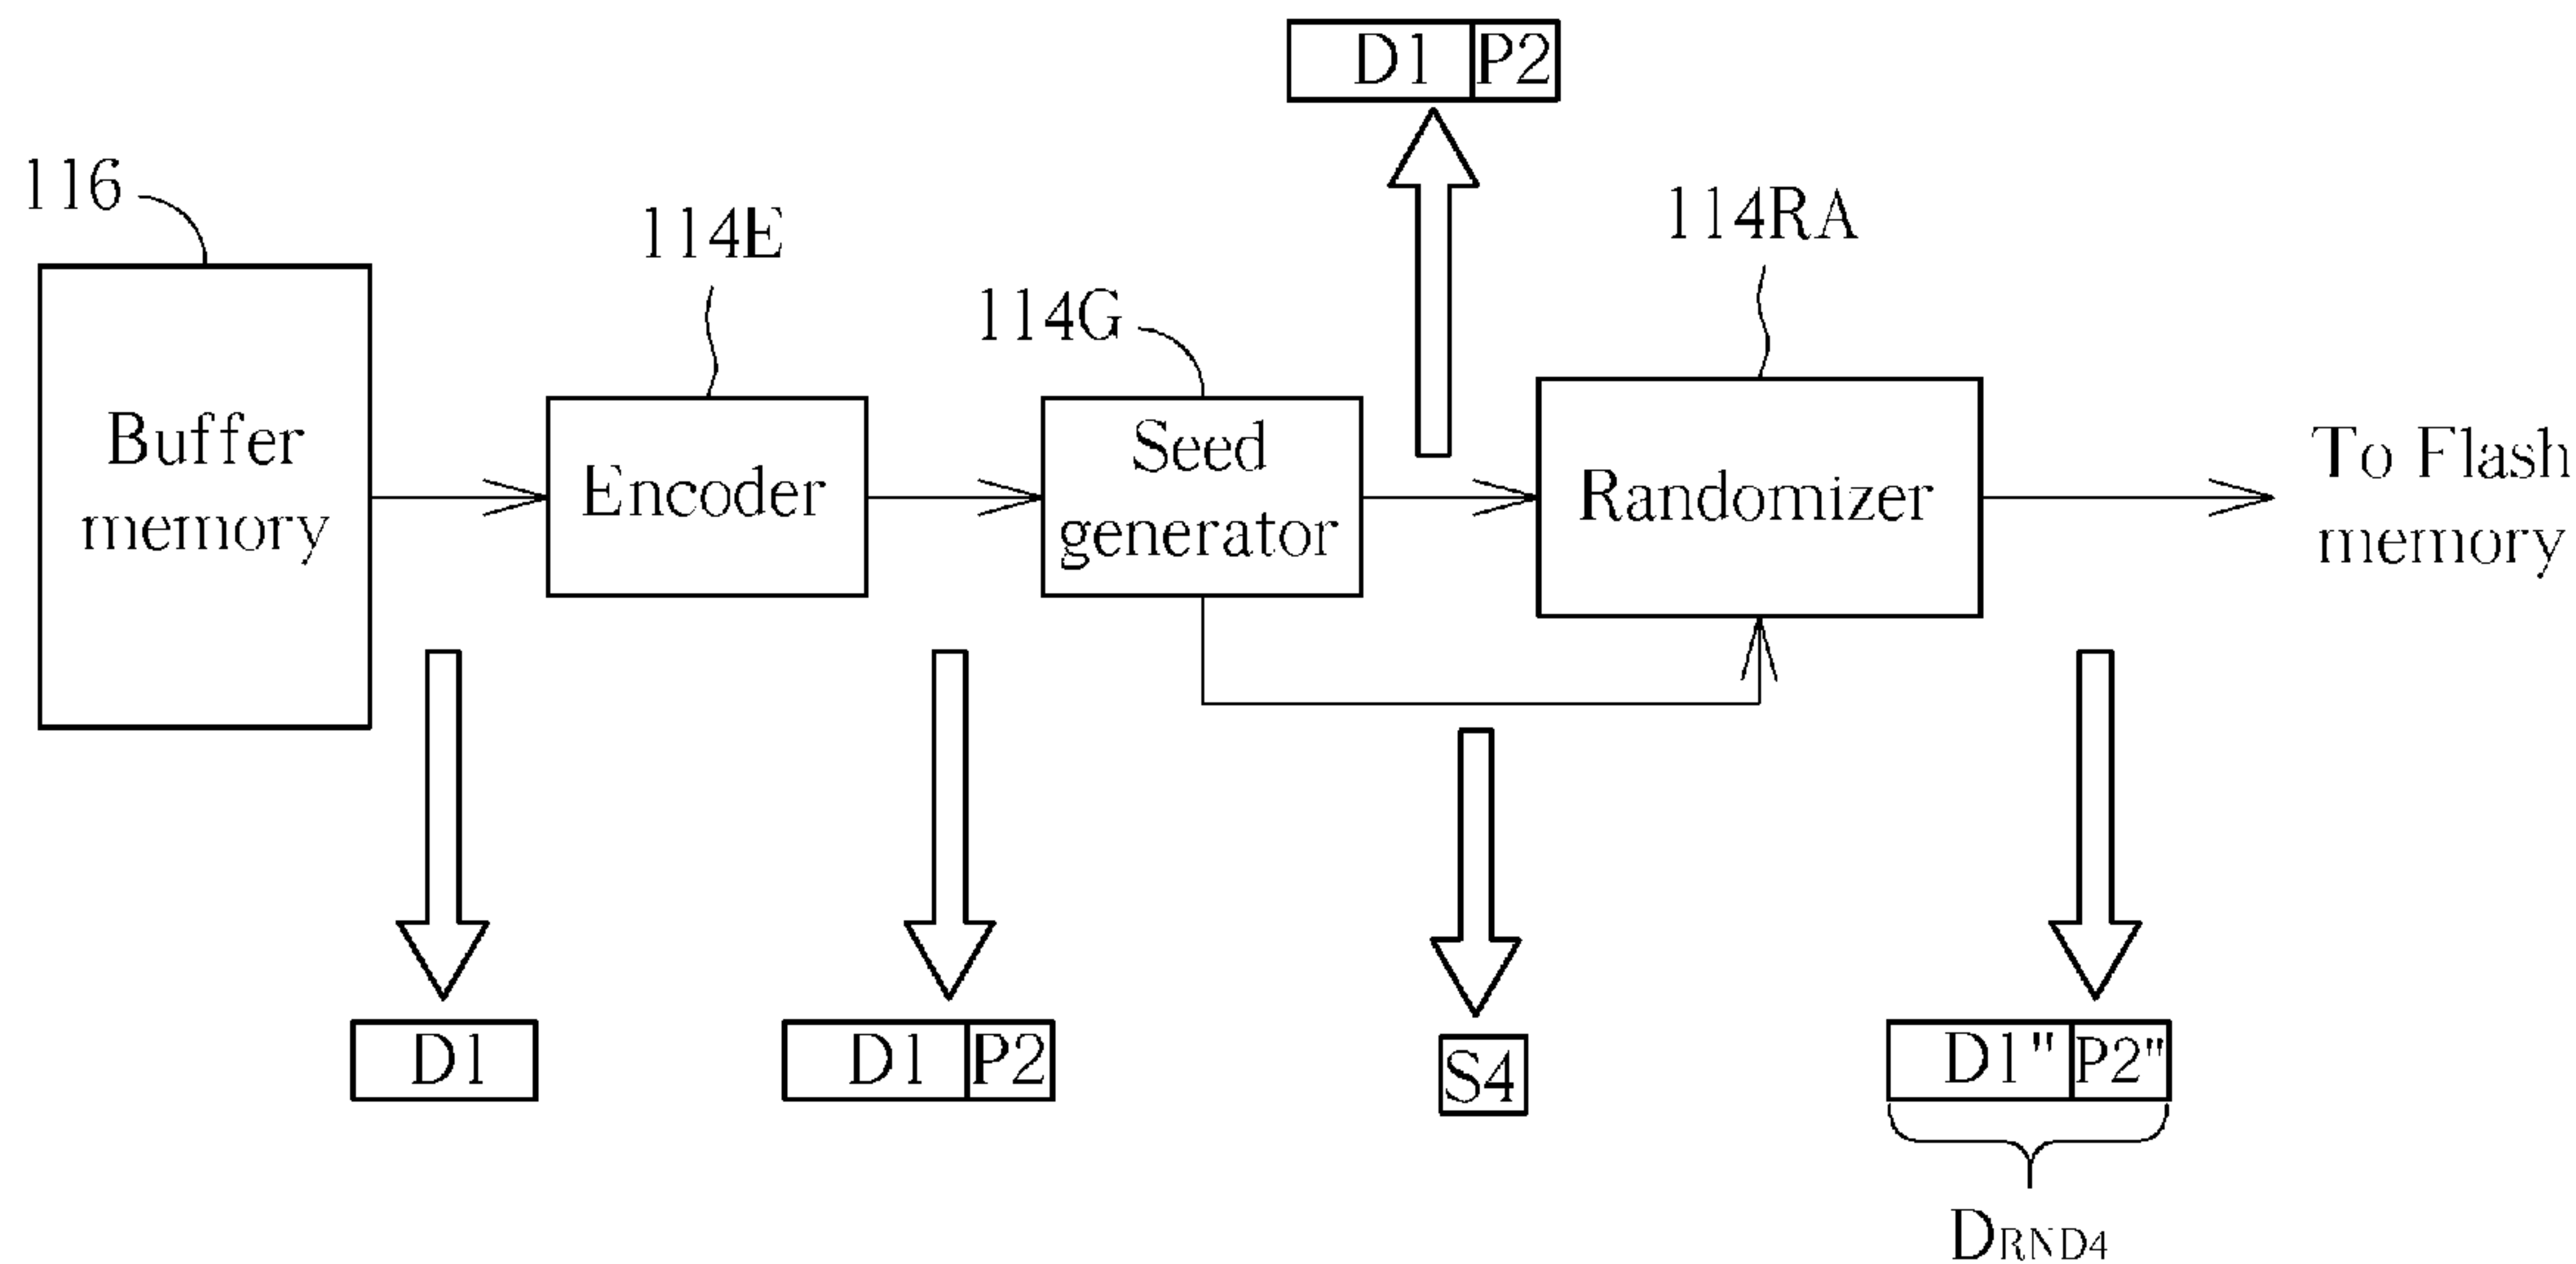 D1 P2
116
114E
114RA
114G
Buffer
memory
Encoder
Seed
generator
Randomizer
To Flash
memory
D1
D1 P2
S4
D1" P2"
DRND4